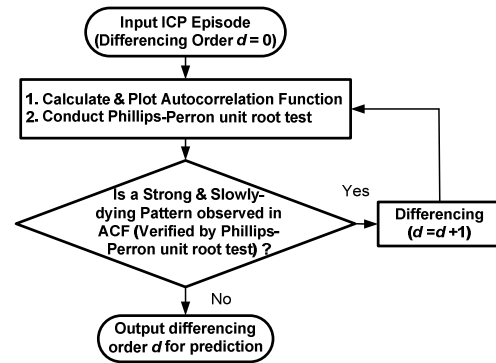 Input ICP Episode
(Differencing Order d = 0)
1. Calculate & Plot Autocorrelation Function
2. Conduct Phillips-Perron unit root test
Is a Strong & Slowly-
dying Pattern observed in
ACF (Verified by Phillips-
Perron unit root test) ?
Yes
Differencing
(d =d +1)
No
Output differencing
order d for prediction